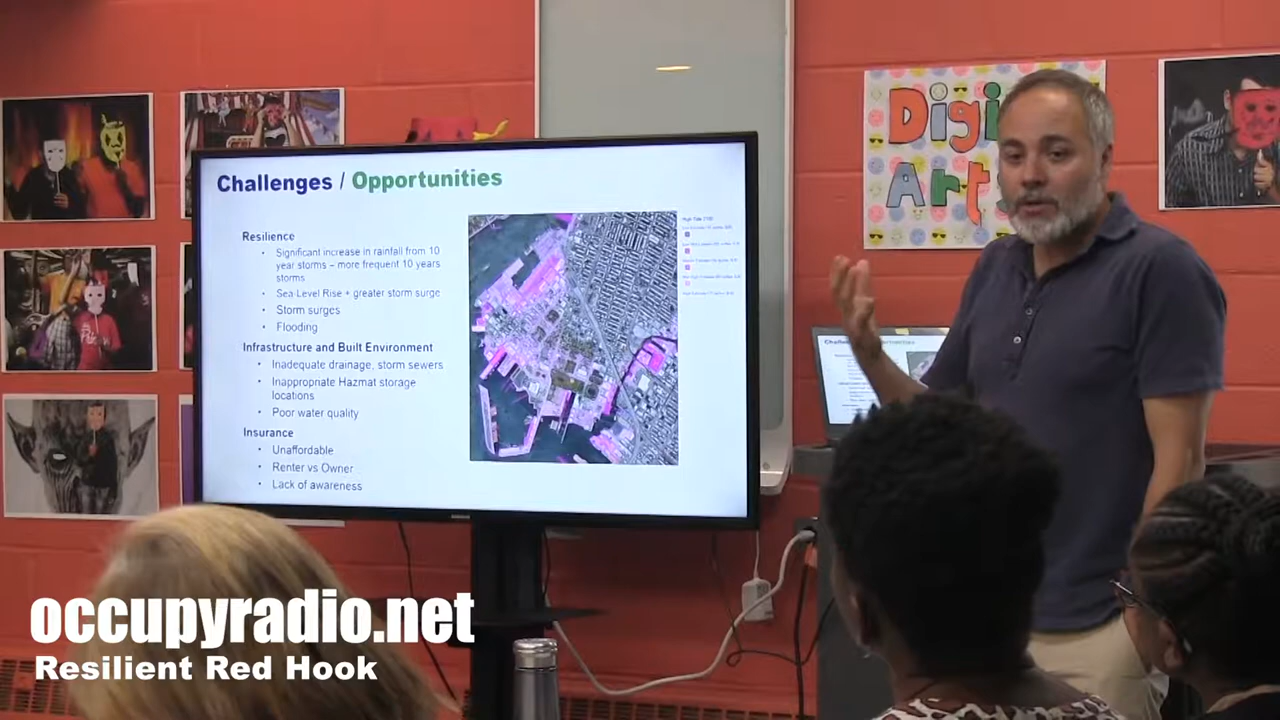 Challenges / Opportunities
Resilience
• Significant increase in rainfall from 10
year storms – more frequent 10 years
storms
• Sea-Level Rise + greater storm surge
• Storm surges
• Flooding
Infrastructure and Built Environment
• Inadequate drainage, storm sewers
• Inappropriate Hazmat storage
locations
• Poor water quality
Insurance
• Unaffordable
• Renter vs Owner
• Lack of awareness
Digi
Art
occupyradio.net
Resilient Red Hook